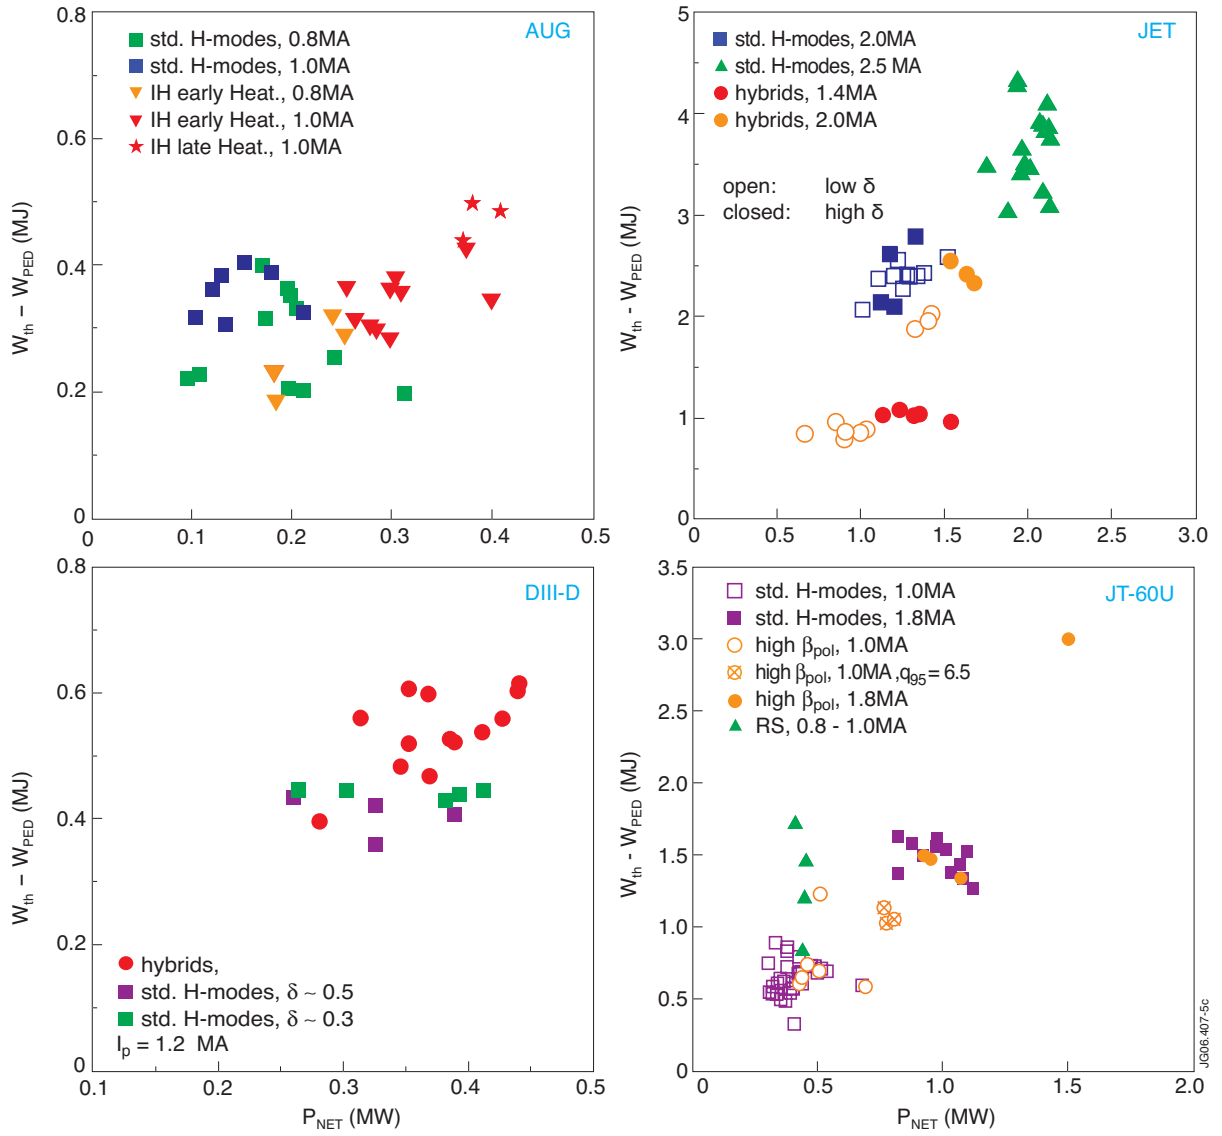 AUG
std. H-modes, 0.8MA
std. H-modes, 1.0MA
IH early Heat., 0.8MA
IH early Heat., 1.0MA
IH late Heat., 1.0MA
W_th – W_PED (MJ)
0.8
0.6
0.4
0.2
0
0
0.1
0.2
0.3
0.4
0.5
JET
std. H-modes, 2.0MA
std. H-modes, 2.5 MA
hybrids, 1.4MA
hybrids, 2.0MA
open: low δ
closed: high δ
W_th - W_PED (MJ)
5
4
3
2
1
0
0
0.5
1.0
1.5
2.0
2.5
3.0
DIII-D
hybrids,
std. H-modes, δ ~ 0.5
std. H-modes, δ ~ 0.3
I_p = 1.2 MA
W_th – W_PED (MJ)
0.8
0.6
0.4
0.2
0
0.1
0.2
0.3
0.4
0.5
P_NET (MW)
JT-60U
std. H-modes, 1.0MA
std. H-modes, 1.8MA
high β_pol, 1.0MA
high β_pol, 1.0MA ,q_95 = 6.5
high β_pol, 1.8MA
RS, 0.8 - 1.0MA
W_th - W_PED (MJ)
3.5
3.0
2.5
2.0
1.5
1.0
0.5
0
0
0.5
1.0
1.5
2.0
P_NET (MW)
JG06.407-5c